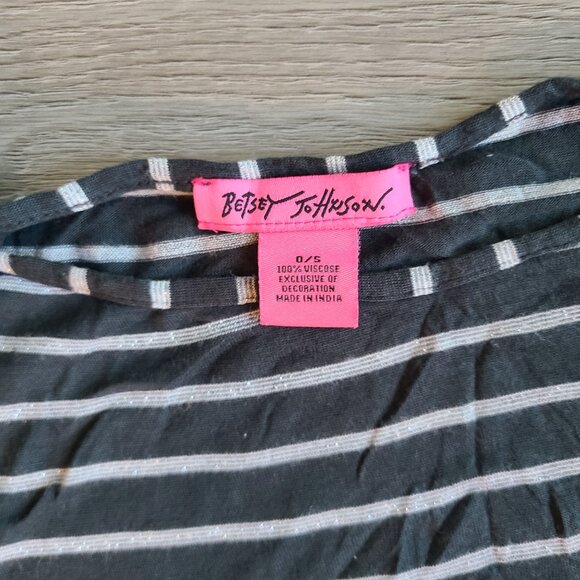 BETSEY JOHNSON.
O/S
100% VISCOSE
EXCLUSIVE OF
DECORATION
MADE IN INDIA